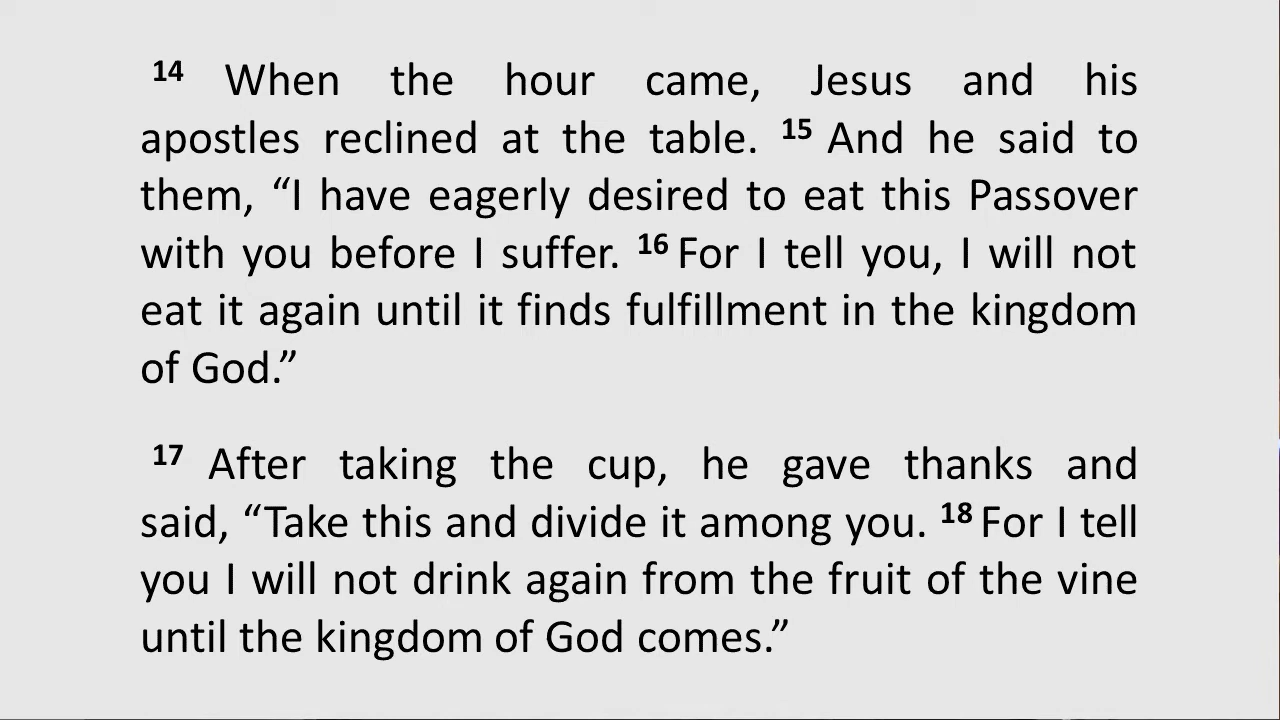 14 When the hour came, Jesus and his
apostles reclined at the table. 15 And he said to
them, “I have eagerly desired to eat this Passover
with you before I suffer. 16 For I tell you, I will not
eat it again until it finds fulfillment in the kingdom
of God.”
17 After taking the cup, he gave thanks and
said, “Take this and divide it among you. 18 For I tell
you I will not drink again from the fruit of the vine
until the kingdom of God comes.”